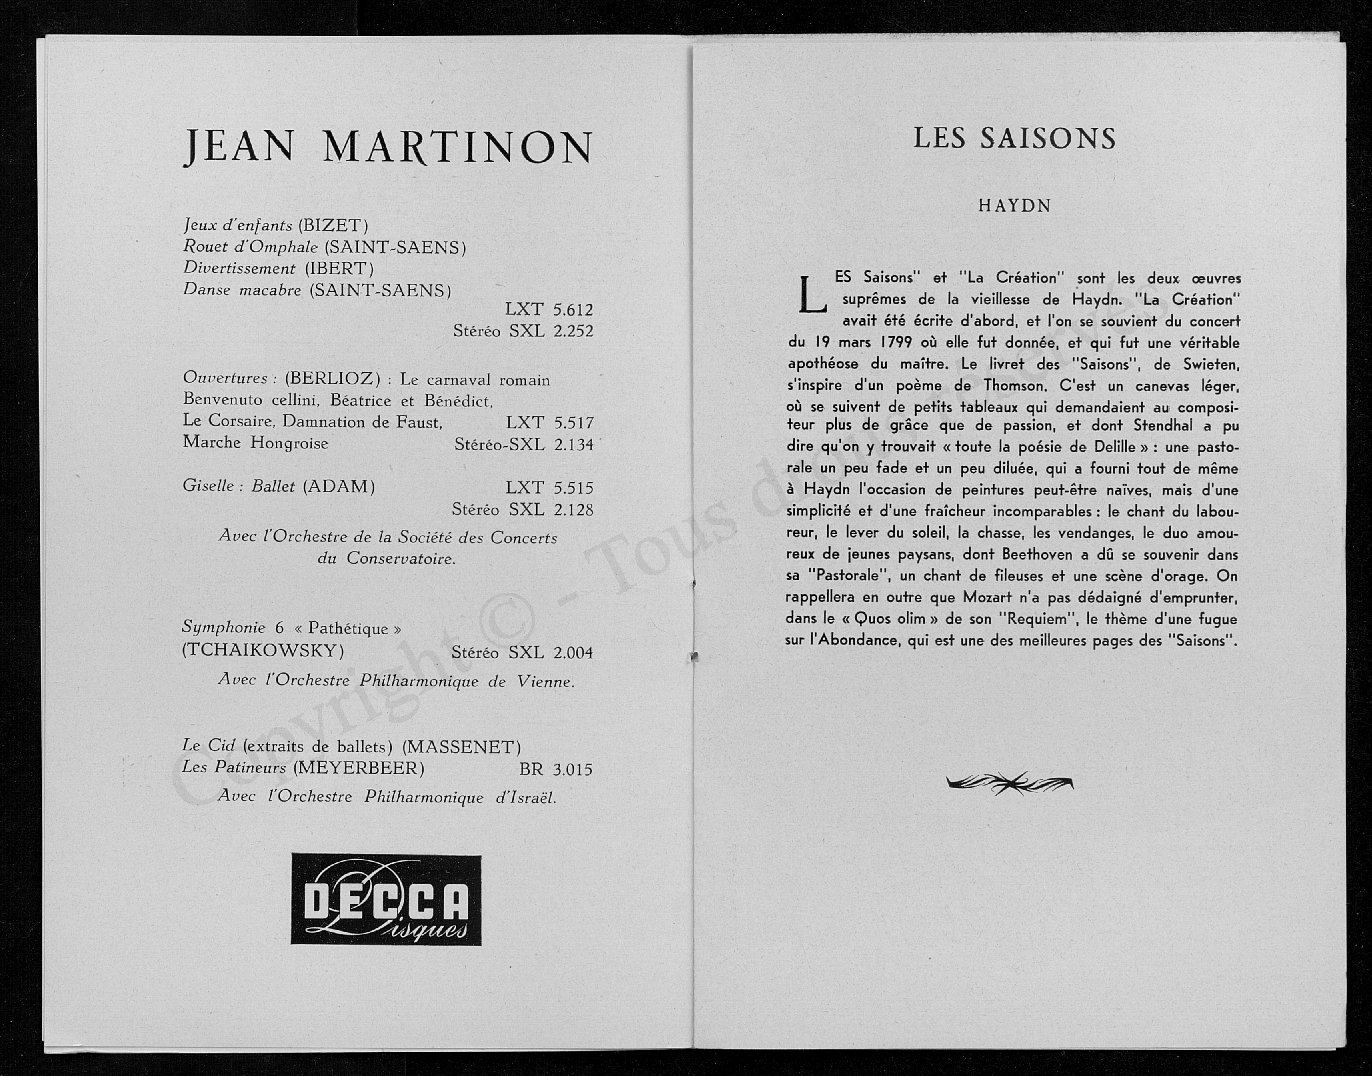 JEAN MARTINON
Jeux d'enfants (BIZET)
Rouet d'Omphale (SAINT-SAENS)
Divertissement (IBERT)
Danse macabre (SAINT-SAENS)
LXT 5.612
Stéréo SXL 2.252
Ouvertures : (BERLIOZ) : Le carnaval romain
Benvenuto cellini, Béatrice et Bénédict,
Le Corsaire, Damnation de Faust, LXT 5.517
Marche Hongroise Stéréo-SXL 2.134
Giselle : Ballet (ADAM) LXT 5.515
Stéréo SXL 2.128
Avec l'Orchestre de la Société des Concerts
du Conservatoire.
Symphonie 6 « Pathétique »
(TCHAIKOWSKY) Stéréo SXL 2.004
Avec l'Orchestre Philharmonique de Vienne.
Le Cid (extraits de ballets) (MASSENET)
Les Patineurs (MEYERBEER) BR 3.015
Avec l'Orchestre Philharmonique d'Israël.
DECCA
Disques
LES SAISONS
HAYDN
LES Saisons" et "La Création" sont les deux œuvres
suprêmes de la vieillesse de Haydn. "La Création"
avait été écrite d'abord, et l'on se souvient du concert
du 19 mars 1799 où elle fut donnée, et qui fut une véritable
apothéose du maître. Le livret des "Saisons", de Swieten,
s'inspire d'un poème de Thomson. C'est un canevas léger,
où se suivent de petits tableaux qui demandaient au composi-
teur plus de grâce que de passion, et dont Stendhal a pu
dire qu'on y trouvait « toute la poésie de Delille » : une pasto-
rale un peu fade et un peu diluée, qui a fourni tout de même
à Haydn l'occasion de peintures peut-être naïves, mais d'une
simplicité et d'une fraîcheur incomparables : le chant du labou-
reur, le lever du soleil, la chasse, les vendanges, le duo amou-
reux de jeunes paysans, dont Beethoven a dû se souvenir dans
sa "Pastorale", un chant de fileuses et une scène d'orage. On
rappellera en outre que Mozart n'a pas dédaigné d'emprunter,
dans le « Quos olim » de son "Requiem", le thème d'une fugue
sur l'Abondance, qui est une des meilleures pages des "Saisons".
Copyright © - Tous droits réservés